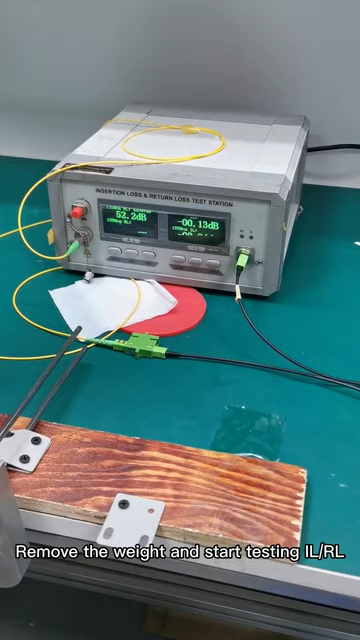 INSERTION LOSS & RETURN LOSS TEST STATION
52.2dB
-00.13dB
Remove the weight and start testing IL/RL